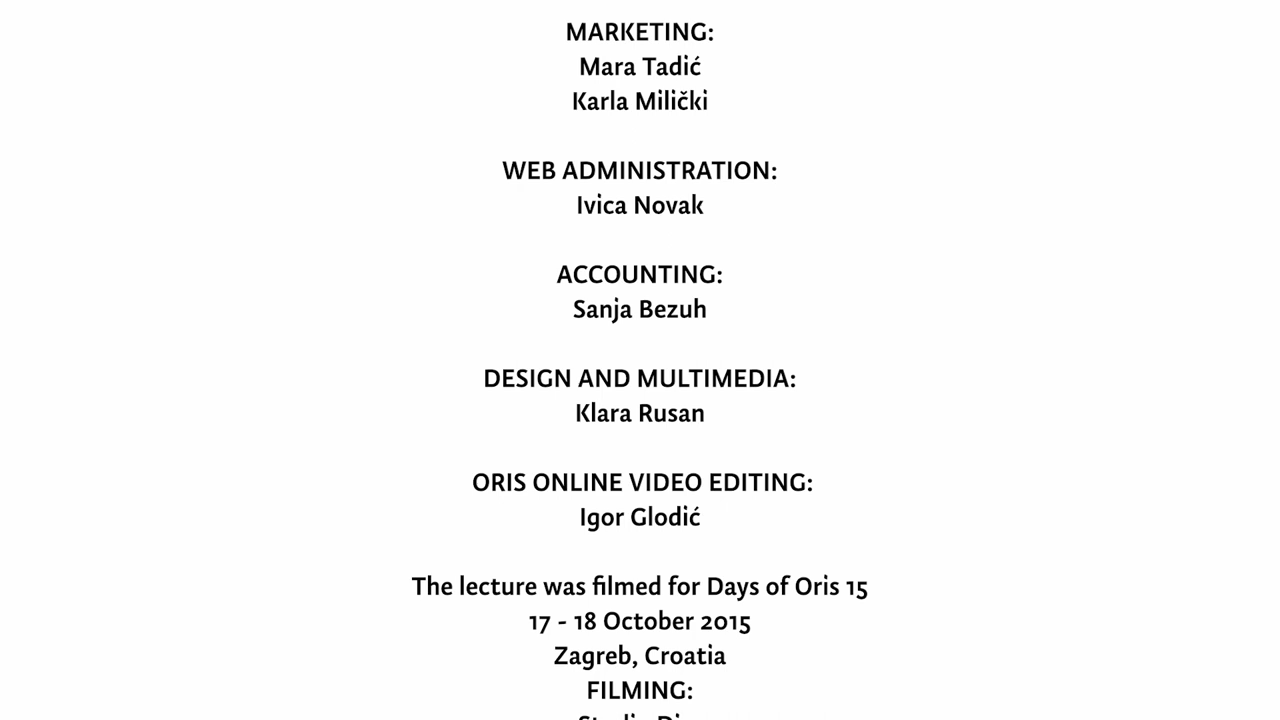 MARKETING:
Mara Tadić
Karla Milički
WEB ADMINISTRATION:
Ivica Novak
ACCOUNTING:
Sanja Bezuh
DESIGN AND MULTIMEDIA:
Klara Rusan
ORIS ONLINE VIDEO EDITING:
Igor Glodić
The lecture was filmed for Days of Oris 15
17 - 18 October 2015
Zagreb, Croatia
FILMING: